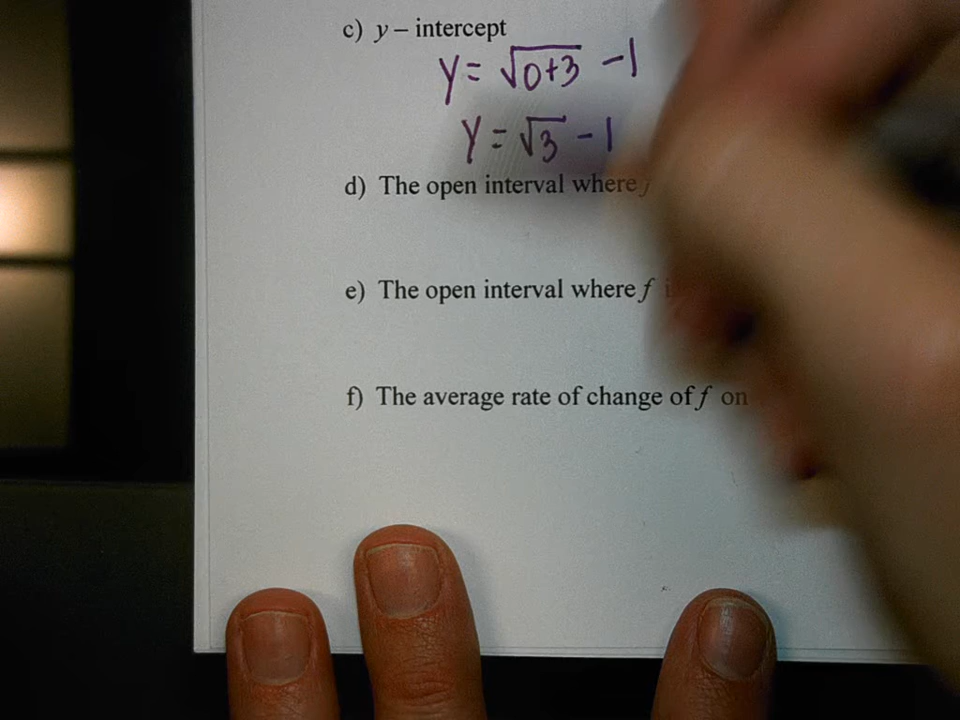 c) y – intercept
y = √0+3 -1
y = √3 - 1
d) The open interval where
e) The open interval where f
f) The average rate of change of f on